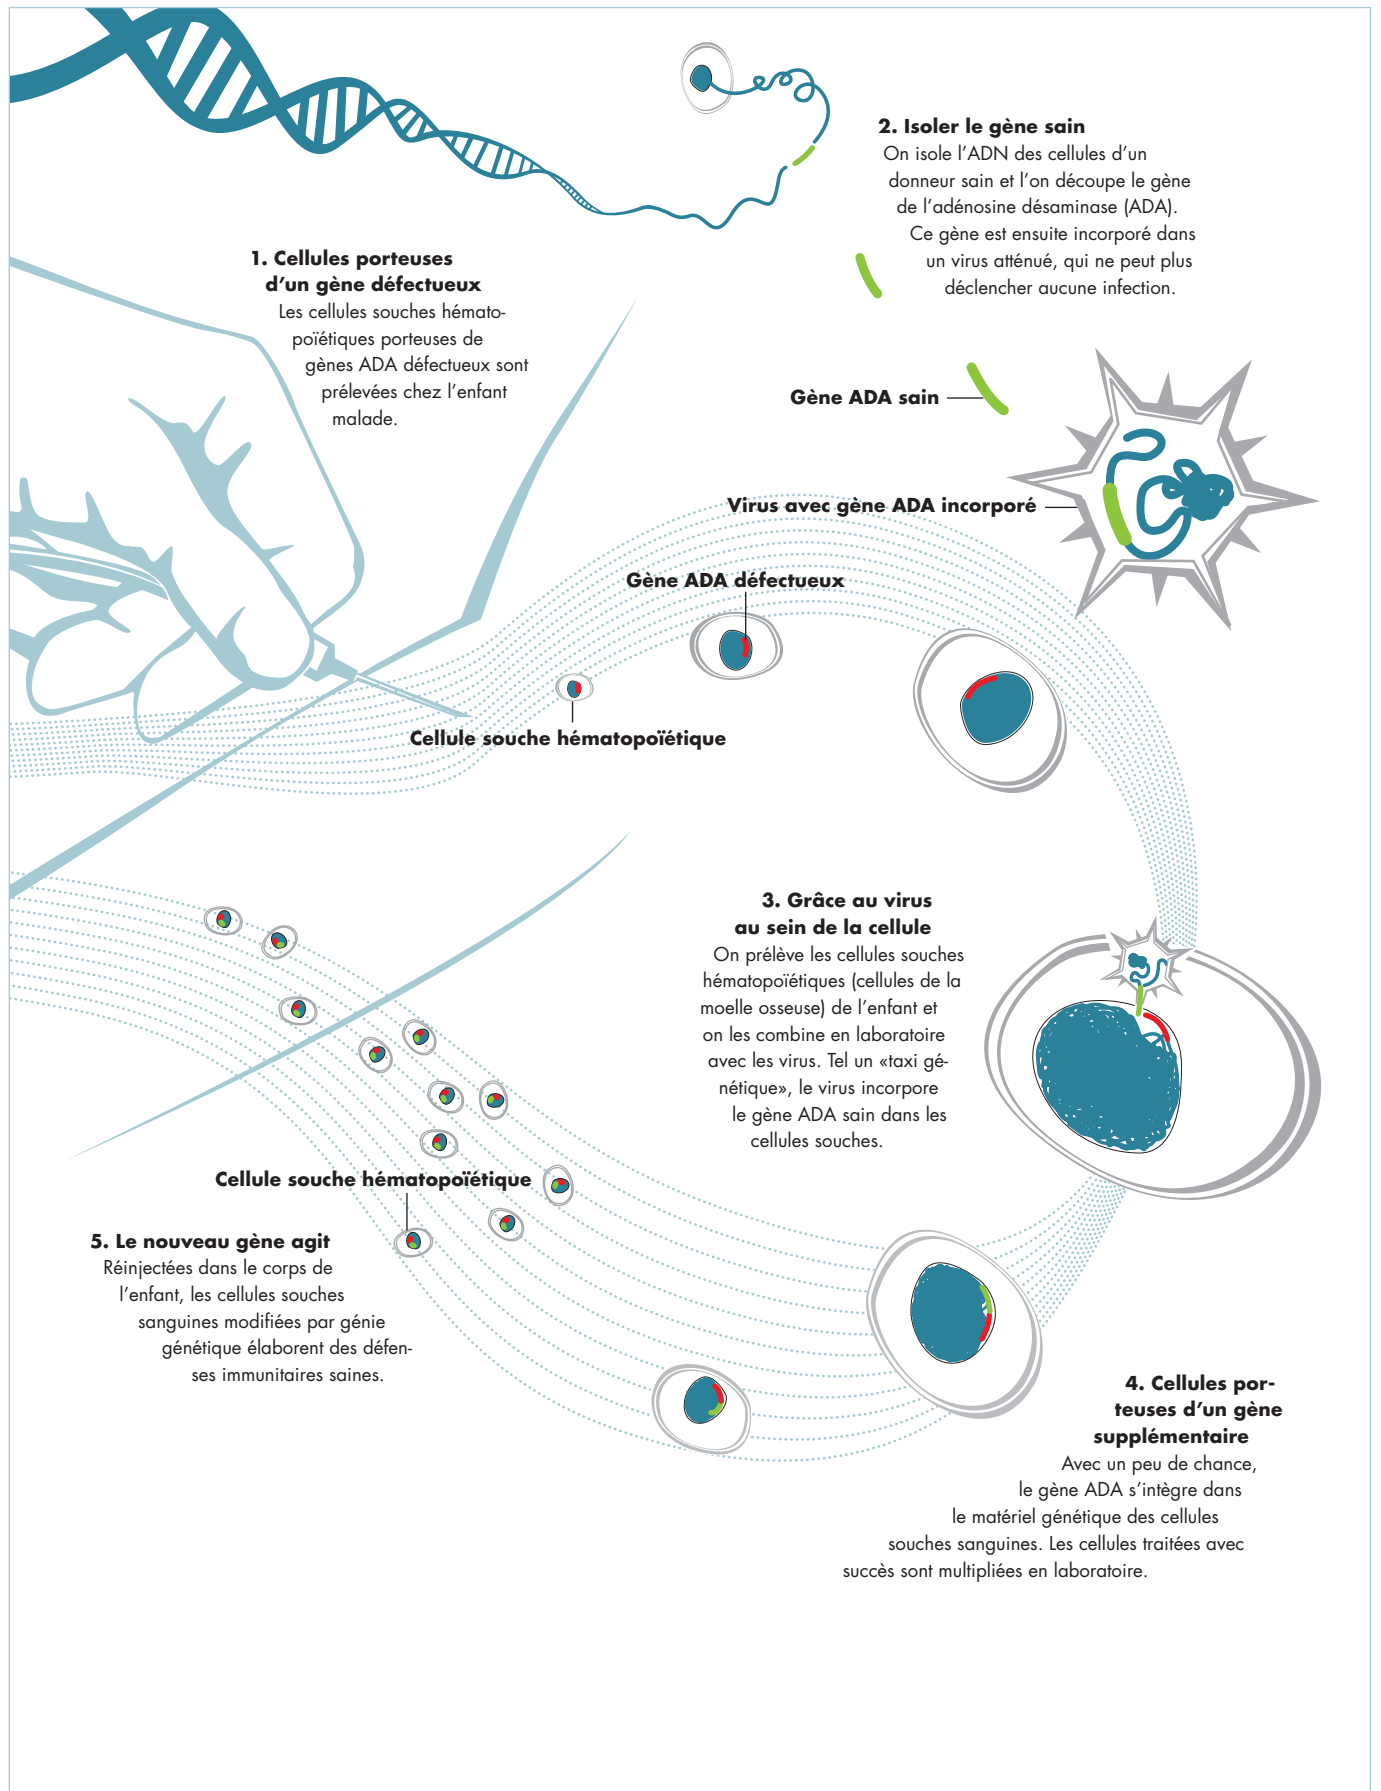 2. Isoler le gène sain
On isole l’ADN des cellules d’un
donneur sain et l’on découpe le gène
de l’adénosine désaminase (ADA).
Ce gène est ensuite incorporé dans
un virus atténué, qui ne peut plus
déclencher aucune infection.
1. Cellules porteuses
d’un gène défectueux
Les cellules souches hémato-
poïétiques porteuses de
gènes ADA défectueux sont
prélevées chez l’enfant
malade.
Gène ADA sain
Virus avec gène ADA incorporé
Gène ADA défectueux
Cellule souche hématopoïétique
3. Grâce au virus
au sein de la cellule
On prélève les cellules souches
hématopoïétiques (cellules de la
moelle osseuse) de l’enfant et
on les combine en laboratoire
avec les virus. Tel un «taxi gé-
nétique», le virus incorpore
le gène ADA sain dans les
cellules souches.
Cellule souche hématopoïétique
5. Le nouveau gène agit
Réinjectées dans le corps de
l’enfant, les cellules souches
sanguines modifiées par génie
génétique élaborent des défen-
ses immunitaires saines.
4. Cellules por-
teuses d’un gène
supplémentaire
Avec un peu de chance,
le gène ADA s’intègre dans
le matériel génétique des cellules
souches sanguines. Les cellules traitées avec
succès sont multipliées en laboratoire.